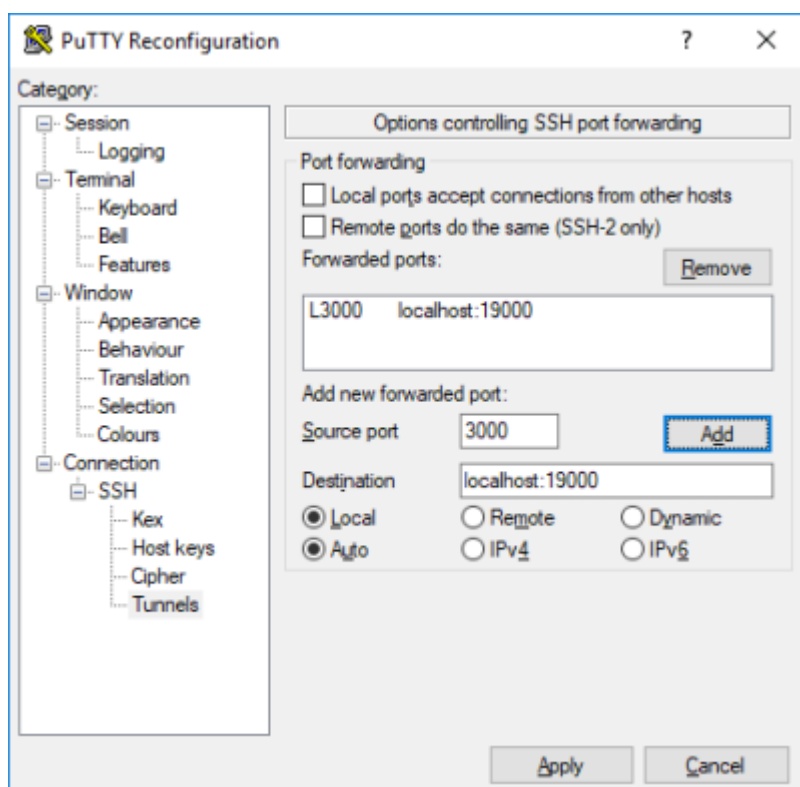 PuTTY Reconfiguration
?
Category:
Session
Logging
Terminal
Keyboard
Bell
Features
Window
Appearance
Behaviour
Translation
Selection
Colours
Connection
SSH
Kex
Host keys
Cipher
Tunnels
Options controlling SSH port forwarding
Port forwarding
Local ports accept connections from other hosts
Remote ports do the same (SSH-2 only)
Forwarded ports:
Remove
L3000 localhost:19000
Add new forwarded port:
Source port 3000 Add
Destination localhost:19000
Local Remote Dynamic
Auto IPv4 IPv6
Apply Cancel